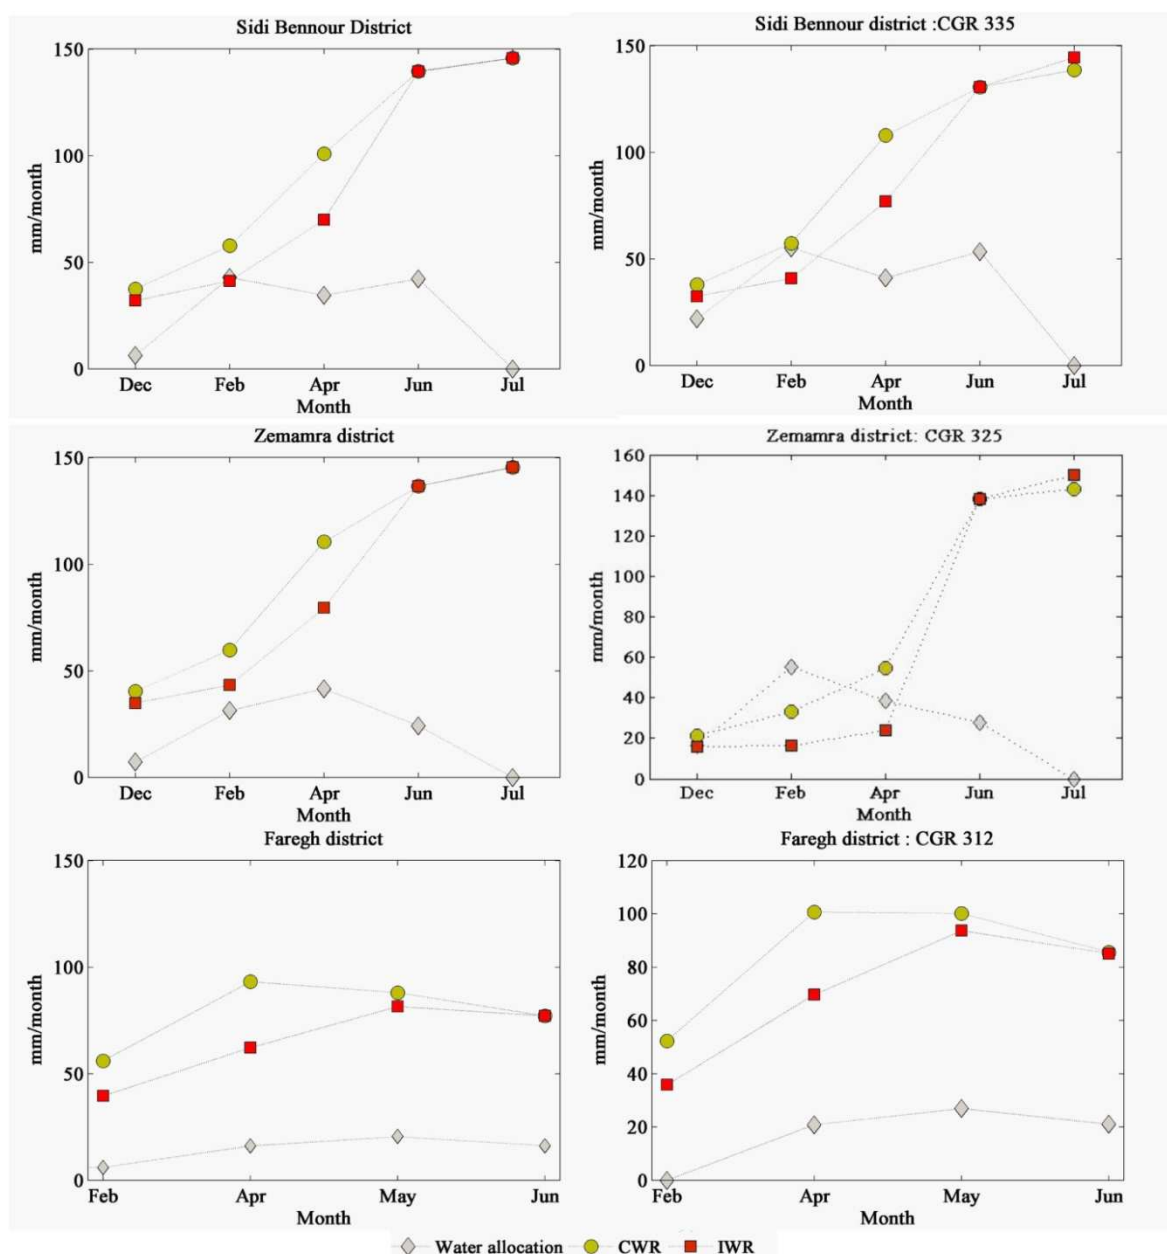 Sidi Bennour District
150
100
50
0
mm/month
Dec Feb Apr Jun Jul
Month
Sidi Bennour district :CGR 335
150
100
50
0
mm/month
Dec Feb Apr Jun Jul
Month
Zemamra district
150
100
50
0
mm/month
Dec Feb Apr Jun Jul
Month
Zemamra district: CGR 325
160
140
120
100
80
60
40
20
0
mm/month
Dec Feb Apr Jun Jul
Month
Faregh district
150
100
50
0
mm/month
Feb Apr May Jun
Month
Faregh district : CGR 312
120
100
80
60
40
20
0
mm/month
Feb Apr May Jun
Month
Water allocation CWR IWR